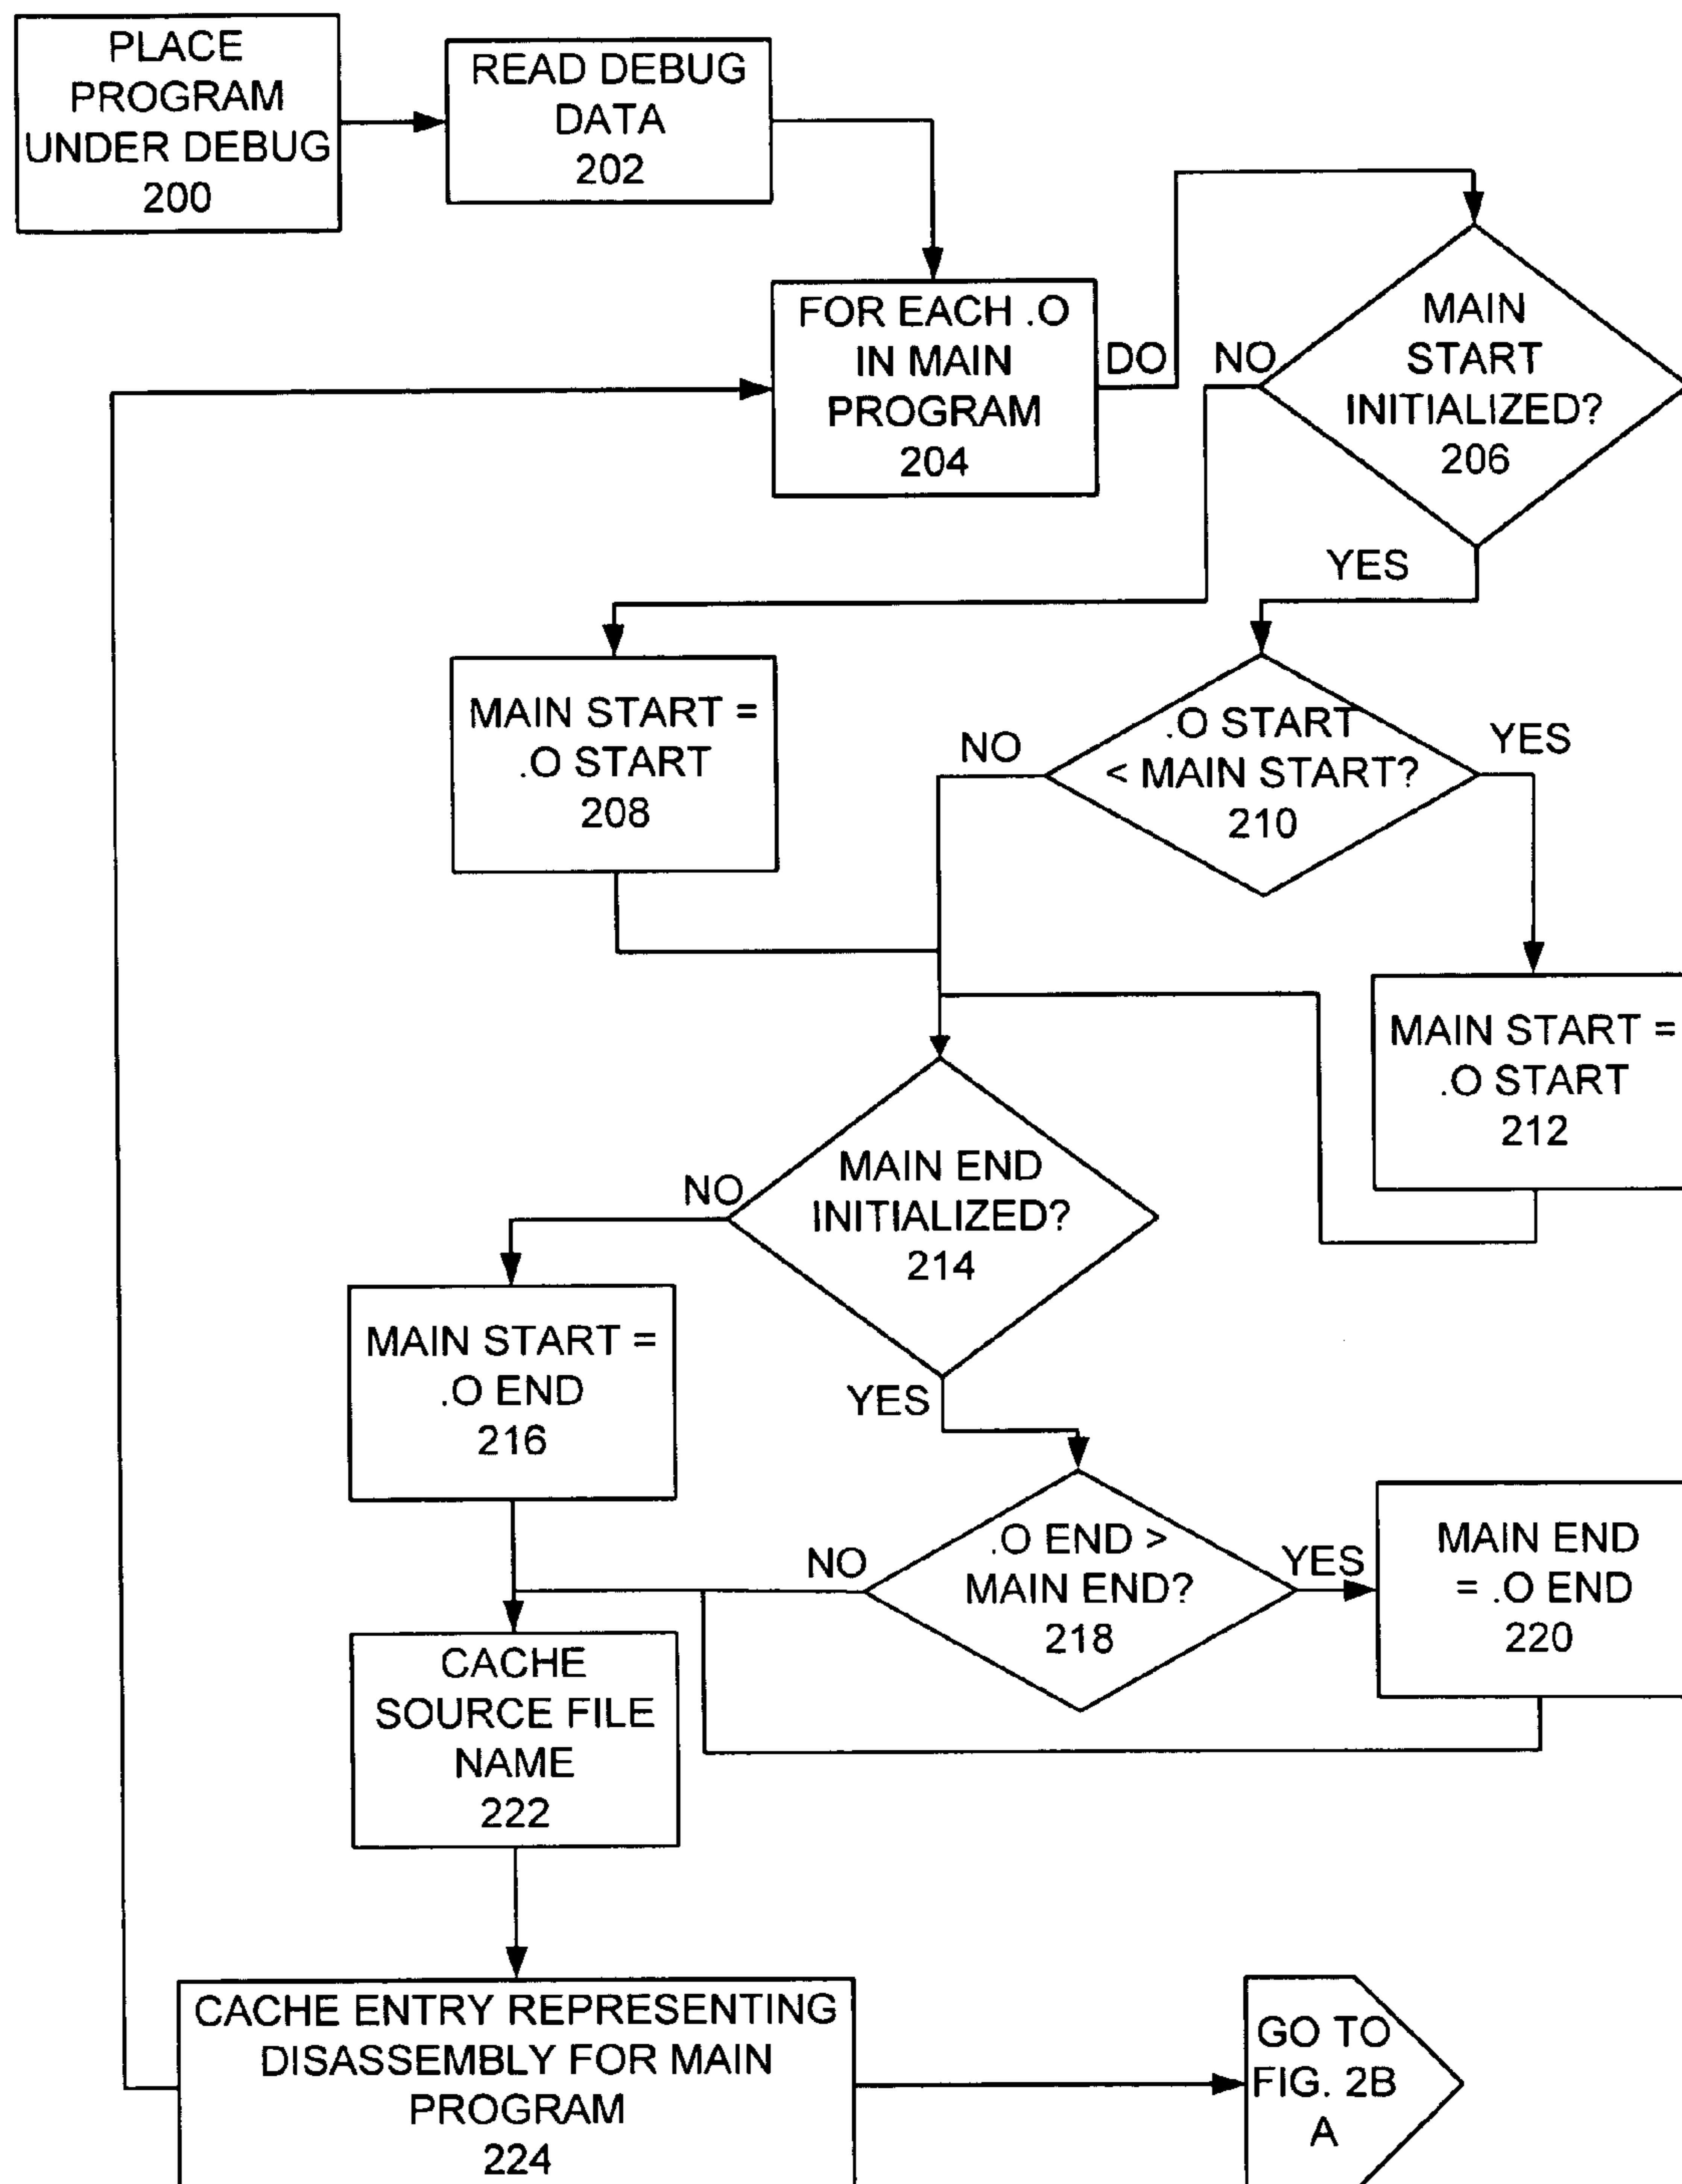 PLACE
PROGRAM
UNDER DEBUG
200
READ DEBUG
DATA
202
FOR EACH .O
IN MAIN
PROGRAM
204
DO
NO
MAIN
START
INITIALIZED?
206
YES
MAIN START =
.O START
208
NO
.O START
< MAIN START?
210
YES
MAIN START =
.O START
212
NO
MAIN END
INITIALIZED?
214
MAIN START =
.O END
216
YES
NO
.O END >
MAIN END?
218
YES
MAIN END
= .O END
220
CACHE
SOURCE FILE
NAME
222
CACHE ENTRY REPRESENTING
DISASSEMBLY FOR MAIN
PROGRAM
224
GO TO
FIG. 2B
A